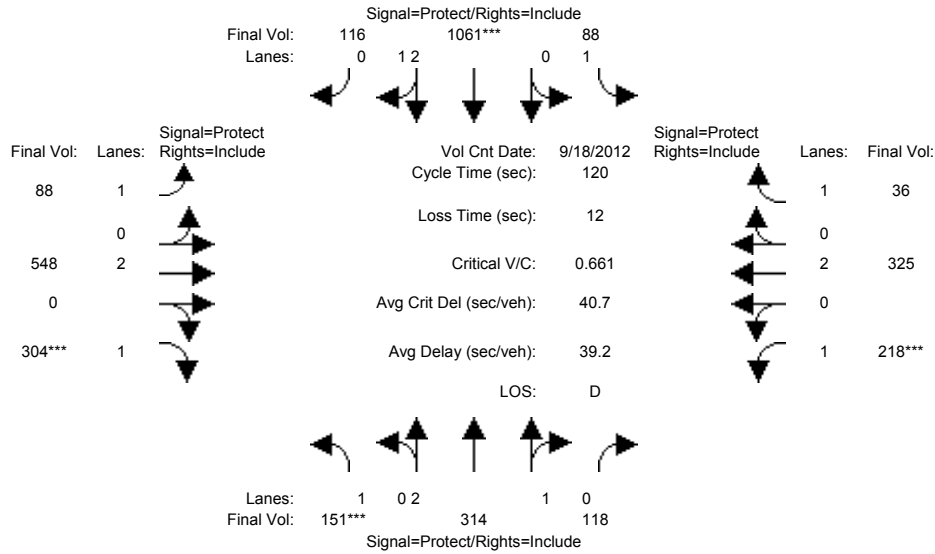 Signal=Protect/Rights=Include
Final Vol: 116 1061*** 88
Lanes: 0 1 2 0 1
Signal=Protect Signal=Protect
Final Vol: Lanes: Rights=Include Vol Cnt Date: 9/18/2012 Rights=Include Lanes: Final Vol:
Cycle Time (sec): 120
88 1 1 36
Loss Time (sec): 12
0 0
548 2 Critical V/C: 0.661 2 325
0 Avg Crit Del (sec/veh): 40.7 0
304*** 1 Avg Delay (sec/veh): 39.2 1 218***
LOS: D
Lanes: 1 0 2 1 0
Final Vol: 151*** 314 118
Signal=Protect/Rights=Include